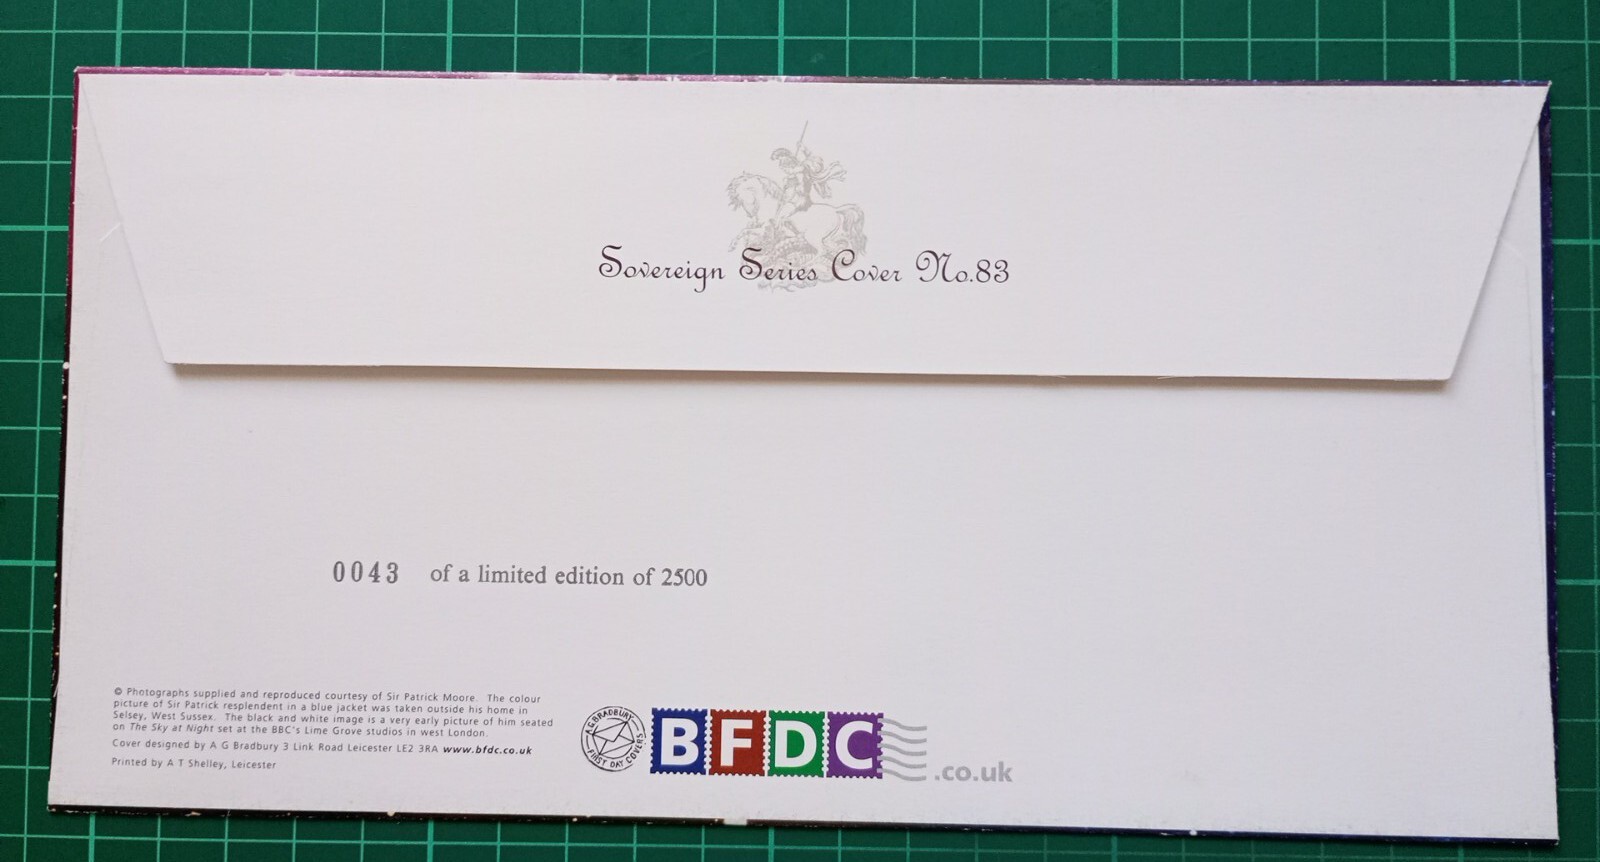 Sovereign Series Cover No.83
0043 of a limited edition of 2500
© Photographs supplied and reproduced courtesy of Sir Patrick Moore. The colour
picture of Sir Patrick resplendent in a blue jacket was taken outside his home in
Selsey, West Sussex. The black and white image is a very early picture of him seated
on The Sky at Night set at the BBC's Lime Grove studios in west London.
Cover designed by A G Bradbury 3 Link Road Leicester LE2 3RA www.bfdc.co.uk
Printed by A T Shelley, Leicester
A.G.BRADBURY
FIRST DAY COVERS
BFDC.co.uk